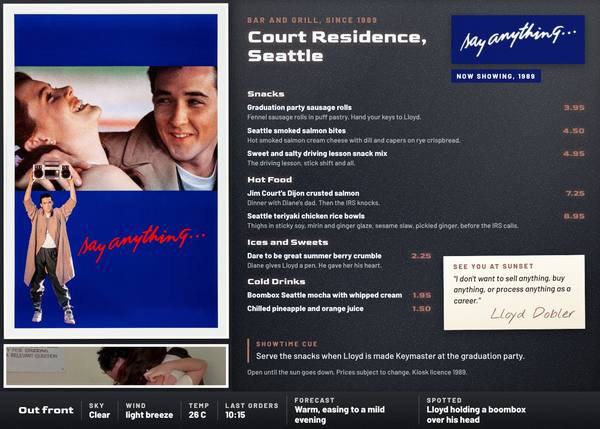 say anything...
Y FOR SPARKING,
A RELEVANT QUESTION
BAR AND GRILL, SINCE 1989
Court Residence,
Seattle
say anything...
NOW SHOWING, 1989
Snacks
Graduation party sausage rolls 3.95
Fennel sausage rolls in puff pastry. Hand your keys to Lloyd.
Seattle smoked salmon bites 4.50
Hot smoked salmon cream cheese with dill and capers on rye crispbread.
Sweet and salty driving lesson snack mix 4.95
The driving lesson, stick shift and all.
Hot Food
Jim Court's Dijon crusted salmon 7.25
Dinner with Diane's dad. Then the IRS knocks.
Seattle teriyaki chicken rice bowls 8.95
Thighs in sticky soy, mirin and ginger glaze, sesame slaw, pickled ginger, before the IRS calls.
Ices and Sweets
Dare to be great summer berry crumble 2.25
Diane gives Lloyd a pen. He gave her his heart.
Cold Drinks
Boombox Seattle mocha with whipped cream 1.95
Chilled pineapple and orange juice 1.50
SEE YOU AT SUNSET
"I don't want to sell anything, buy
anything, or process anything as a
career."
Lloyd Dobler
SHOWTIME CUE
Serve the snacks when Lloyd is made Keymaster at the graduation party.
Open until the sun goes down. Prices subject to change. Kiosk licence 1989.
Out front
SKY
Clear
WIND
light breeze
TEMP
26 C
LAST ORDERS
10:15
FORECAST
Warm, easing to a mild
evening
SPOTTED
Lloyd holding a boombox
over his head